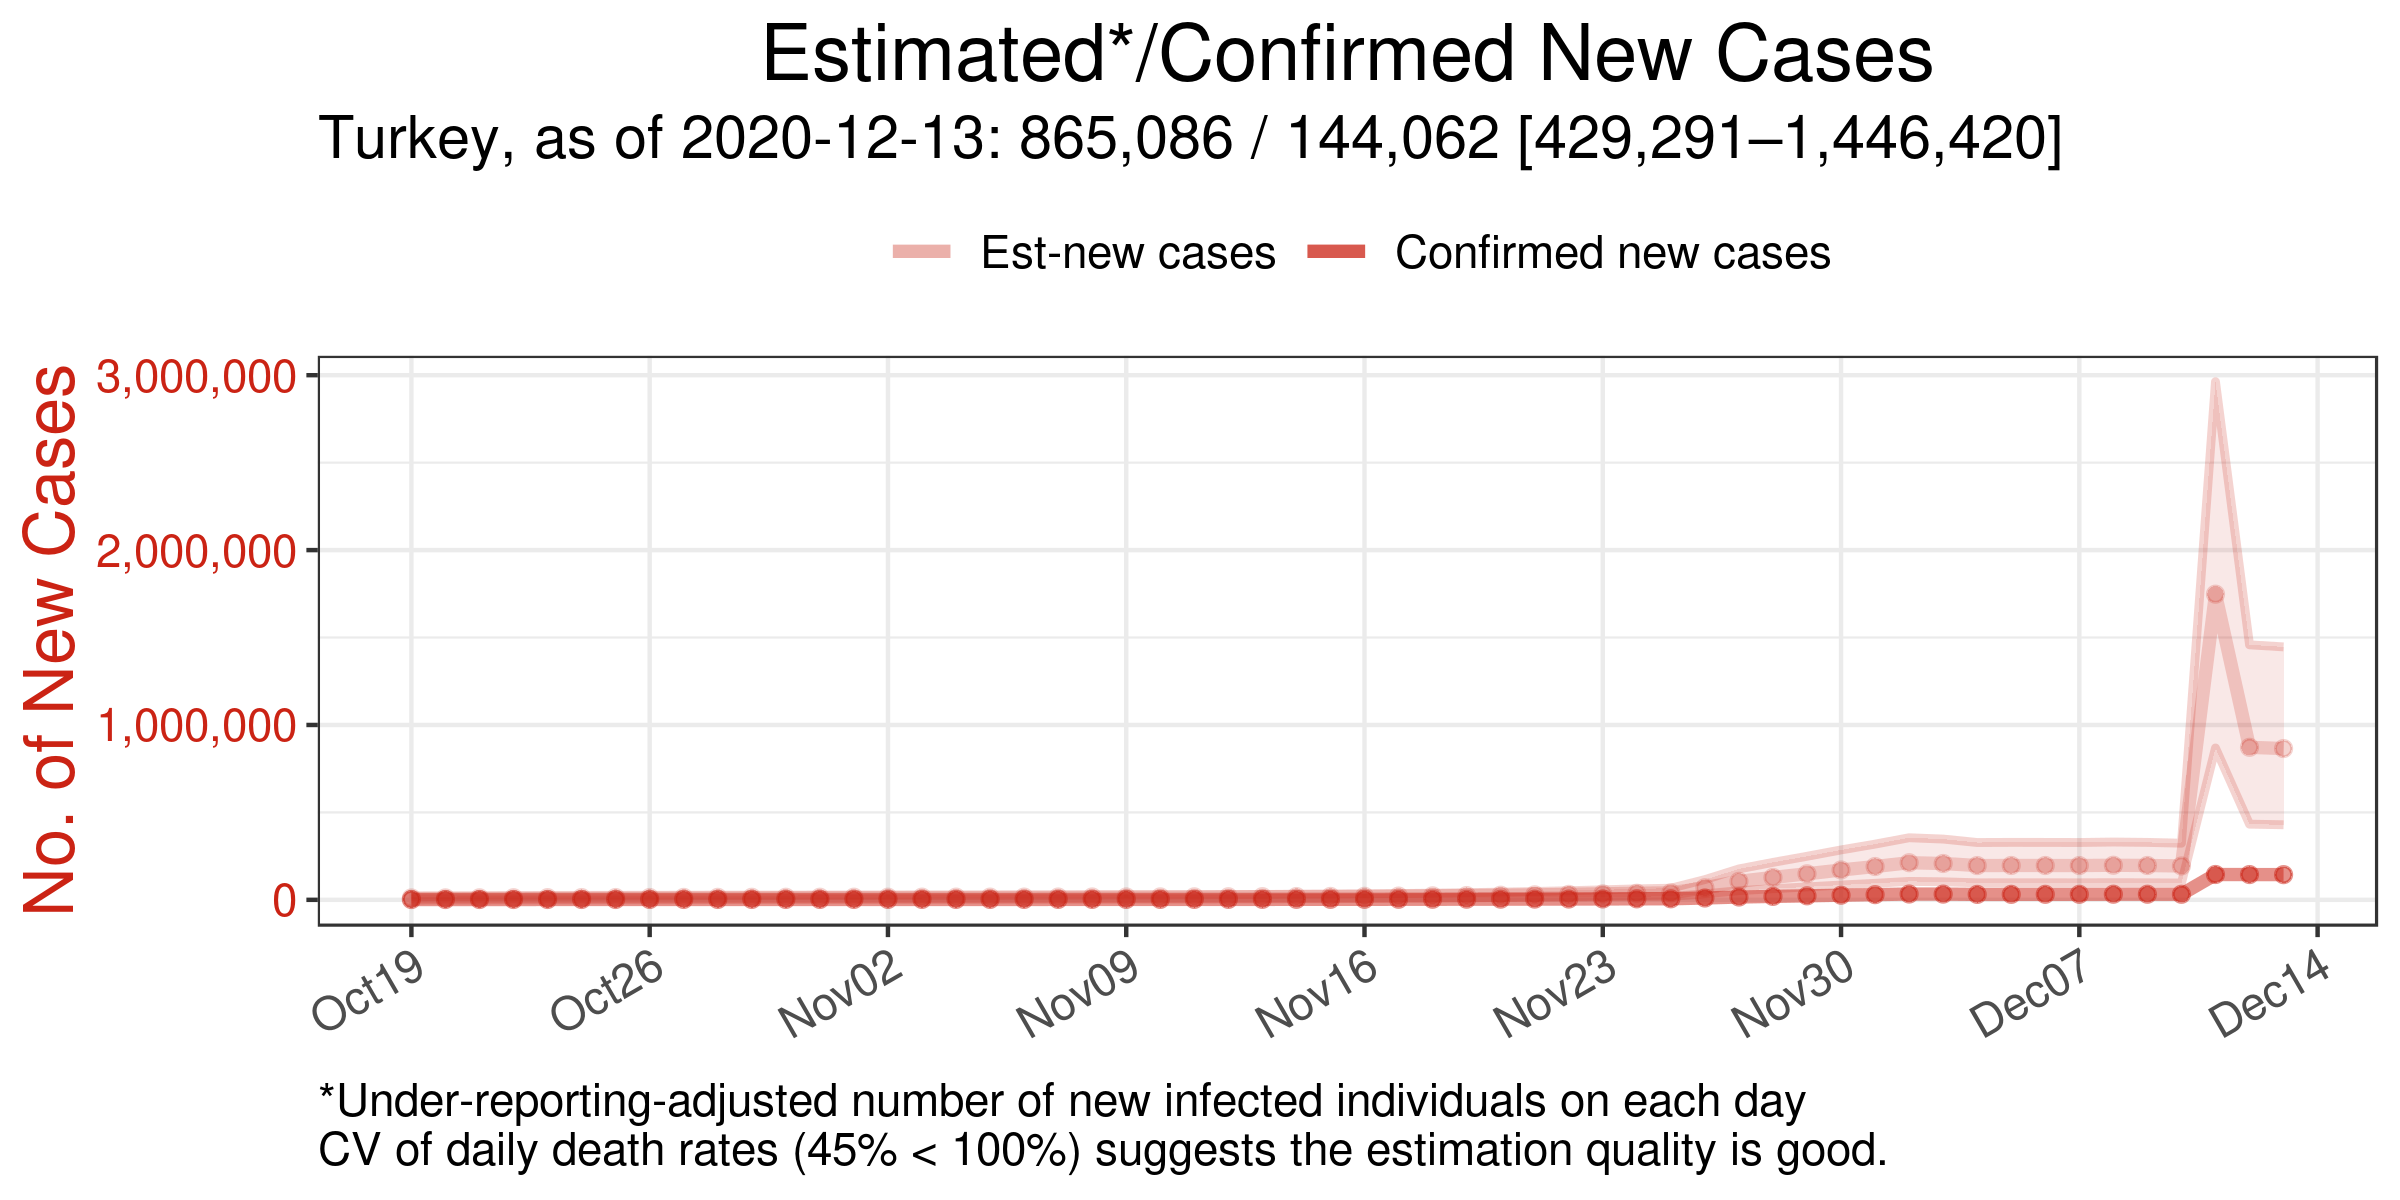 Estimated*/Confirmed New Cases
Turkey, as of 2020-12-13: 865,086 / 144,062 [429,291–1,446,420]
Est-new cases
Confirmed new cases
No. of New Cases
3,000,000
2,000,000
1,000,000
0
Oct19
Oct26
Nov02
Nov09
Nov16
Nov23
Nov30
Dec07
Dec14
*Under-reporting-adjusted number of new infected individuals on each day
CV of daily death rates (45% < 100%) suggests the estimation quality is good.